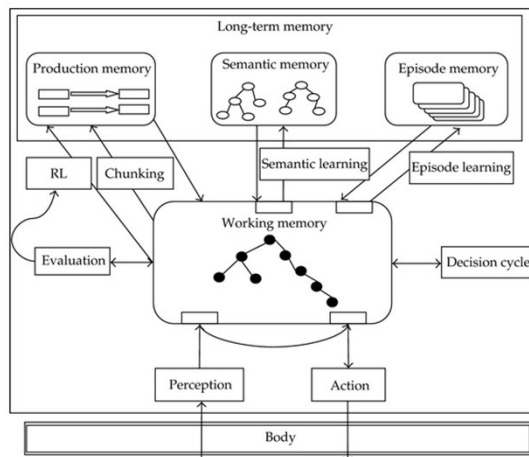 Long-term memory
Production memory
Semantic memory
Episode memory
RL
Chunking
Semantic learning
Episode learning
Working memory
Evaluation
Decision cycle
Perception
Action
Body